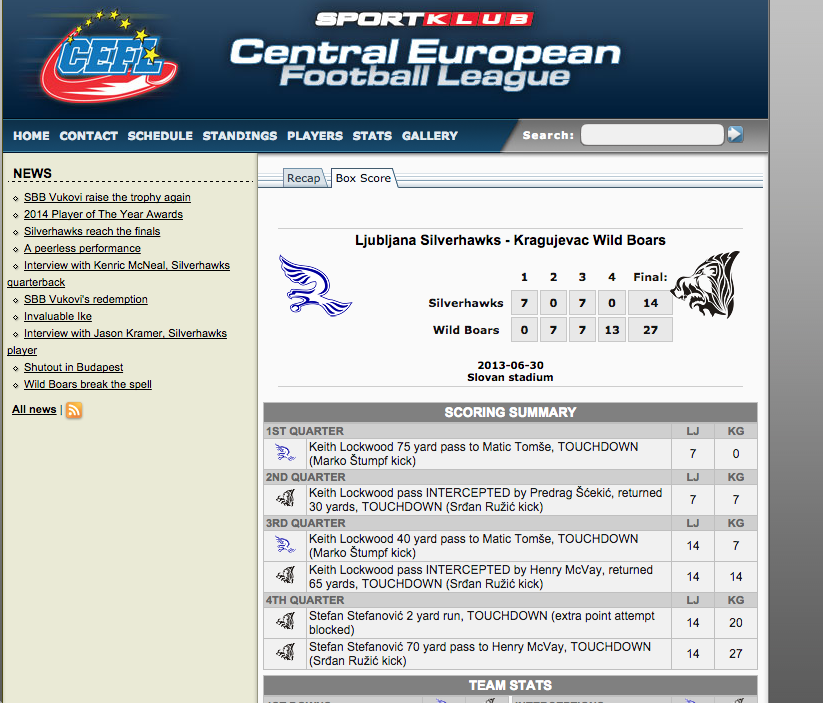 CEFL
SPORTKLUB
Central European
Football League
HOME CONTACT SCHEDULE STANDINGS PLAYERS STATS GALLERY
Search:
NEWS
SBB Vukovi raise the trophy again
2014 Player of The Year Awards
Silverhawks reach the finals
A peerless performance
Interview with Kenric McNeal, Silverhawks
quarterback
SBB Vukovi's redemption
Invaluable Ike
Interview with Jason Kramer, Silverhawks
player
Shutout in Budapest
Wild Boars break the spell
All news |
Recap Box Score
Ljubljana Silverhawks - Kragujevac Wild Boars
1 2 3 4 Final:
Silverhawks 7 0 7 0 14
Wild Boars 0 7 7 13 27
2013-06-30
Slovan stadium
SCORING SUMMARY
1ST QUARTER LJ KG
Keith Lockwood 75 yard pass to Matic Tomše, TOUCHDOWN
(Marko Štumpf kick) 7 0
2ND QUARTER LJ KG
Keith Lockwood pass INTERCEPTED by Predrag Šćekić, returned
30 yards, TOUCHDOWN (Srđan Ružić kick) 7 7
3RD QUARTER LJ KG
Keith Lockwood 40 yard pass to Matic Tomše, TOUCHDOWN
(Marko Štumpf kick) 14 7
Keith Lockwood pass INTERCEPTED by Henry McVay, returned
65 yards, TOUCHDOWN (Srđan Ružić kick) 14 14
4TH QUARTER LJ KG
Stefan Stefanović 2 yard run, TOUCHDOWN (extra point attempt
blocked) 14 20
Stefan Stefanović 70 yard pass to Henry McVay, TOUCHDOWN
(Srđan Ružić kick) 14 27
TEAM STATS